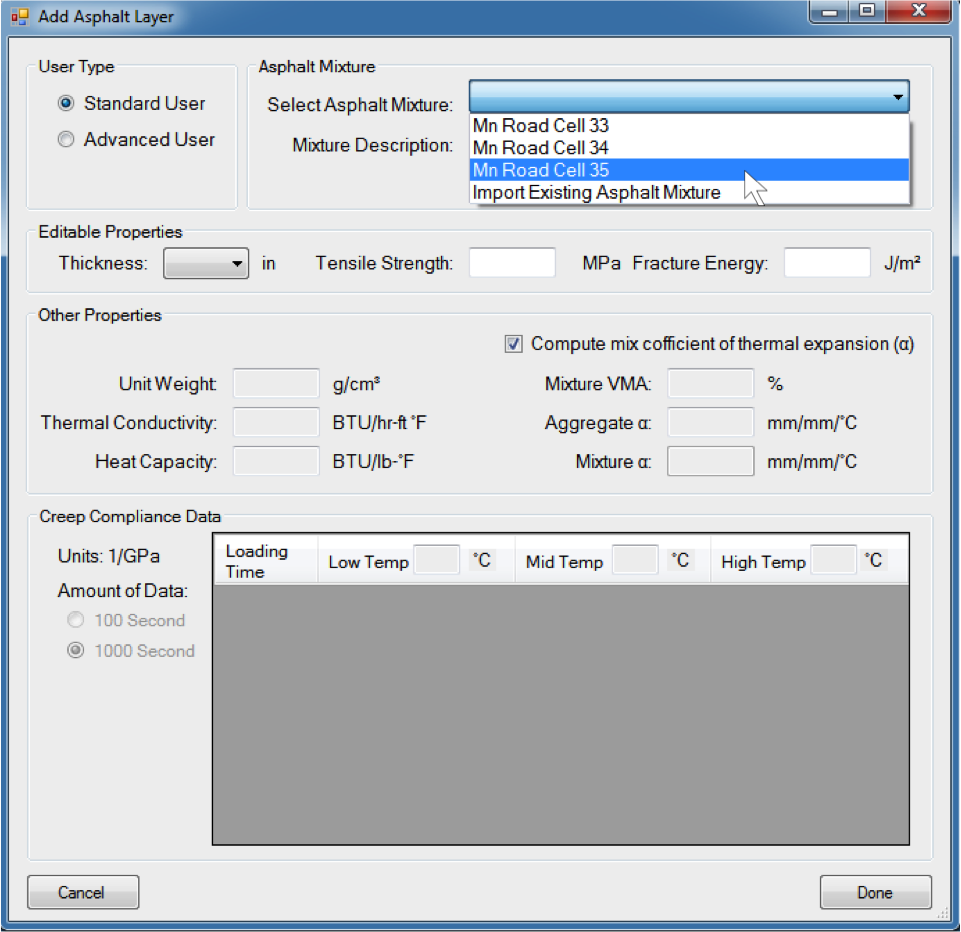 Add Asphalt Layer
User Type
Standard User
Advanced User
Asphalt Mixture
Select Asphalt Mixture:
Mixture Description:
Mn Road Cell 33
Mn Road Cell 34
Mn Road Cell 35
Import Existing Asphalt Mixture
Editable Properties
Thickness: in Tensile Strength: MPa Fracture Energy: J/m²
Other Properties
Compute mix cofficient of thermal expansion (α)
Unit Weight: g/cm³ Mixture VMA: %
Thermal Conductivity: BTU/hr-ft °F Aggregate α: mm/mm/°C
Heat Capacity: BTU/lb-°F Mixture α: mm/mm/°C
Creep Compliance Data
Units: 1/GPa
Amount of Data:
100 Second
1000 Second
Loading
Time
Low Temp °C Mid Temp °C High Temp °C
Cancel Done